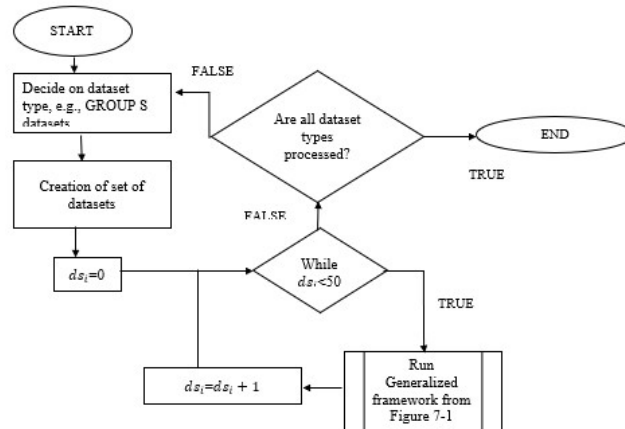 START
FALSE
Decide on dataset
type, e.g., GROUP S
datasets
Are all dataset
types
processed?
END
TRUE
Creation of set of
datasets
FALSE
𝑑𝑠ᵢ=0
While
𝑑𝑠ᵢ<50
TRUE
Run
Generalized
framework from
Figure 7-1
𝑑𝑠ᵢ=𝑑𝑠ᵢ + 1